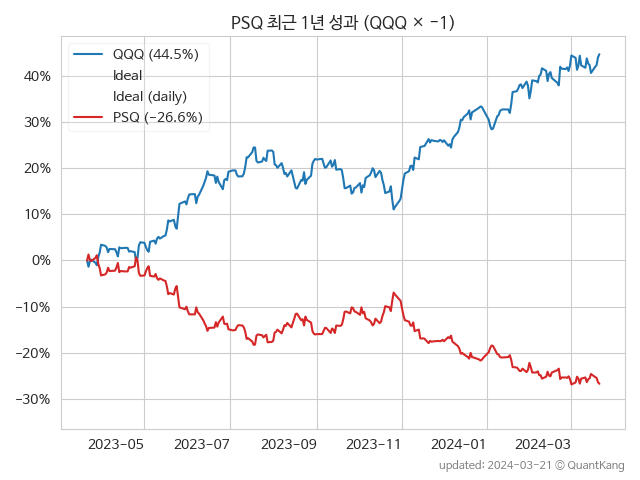 PSQ 최근 1년 성과 (QQQ × −1)
QQQ (44.5%)
Ideal
Ideal (daily)
PSQ (−26.6%)
40%
30%
20%
10%
0%
−10%
−20%
−30%
2023−05 2023−07 2023−09 2023−11 2024−01 2024−03
updated: 2024-03-21 © QuantKang